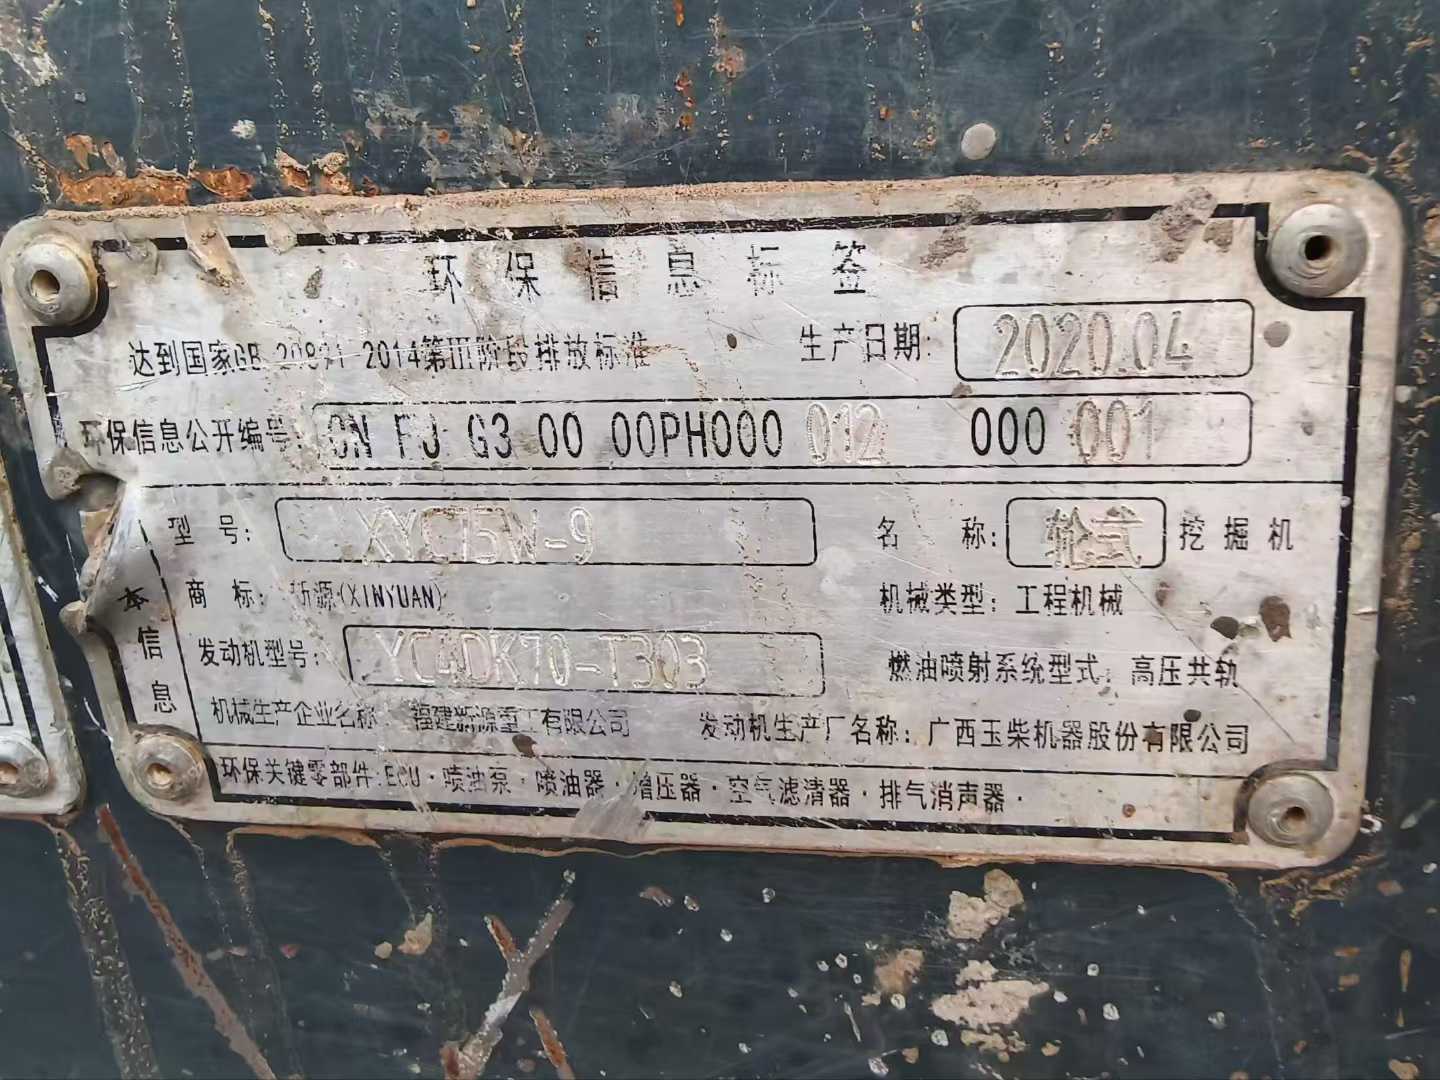 环保信息标签
达到国家GB 20891-2014第III阶段排放标准 生产日期: 2020.04
环保信息公开编号: CN FJ G3 00 00PH000 012 000 001
本信息
型 号: XYC75W-9 名 称: 轮式 挖掘机
商 标: 新源(XINYUAN) 机械类型: 工程机械
发动机型号: YC4DK70-T303 燃油喷射系统型式: 高压共轨
机械生产企业名称: 福建新源重工有限公司 发动机生产厂名称: 广西玉柴机器股份有限公司
环保关键零部件:ECU·喷油泵·喷油器·增压器·空气滤清器·排气消声器·